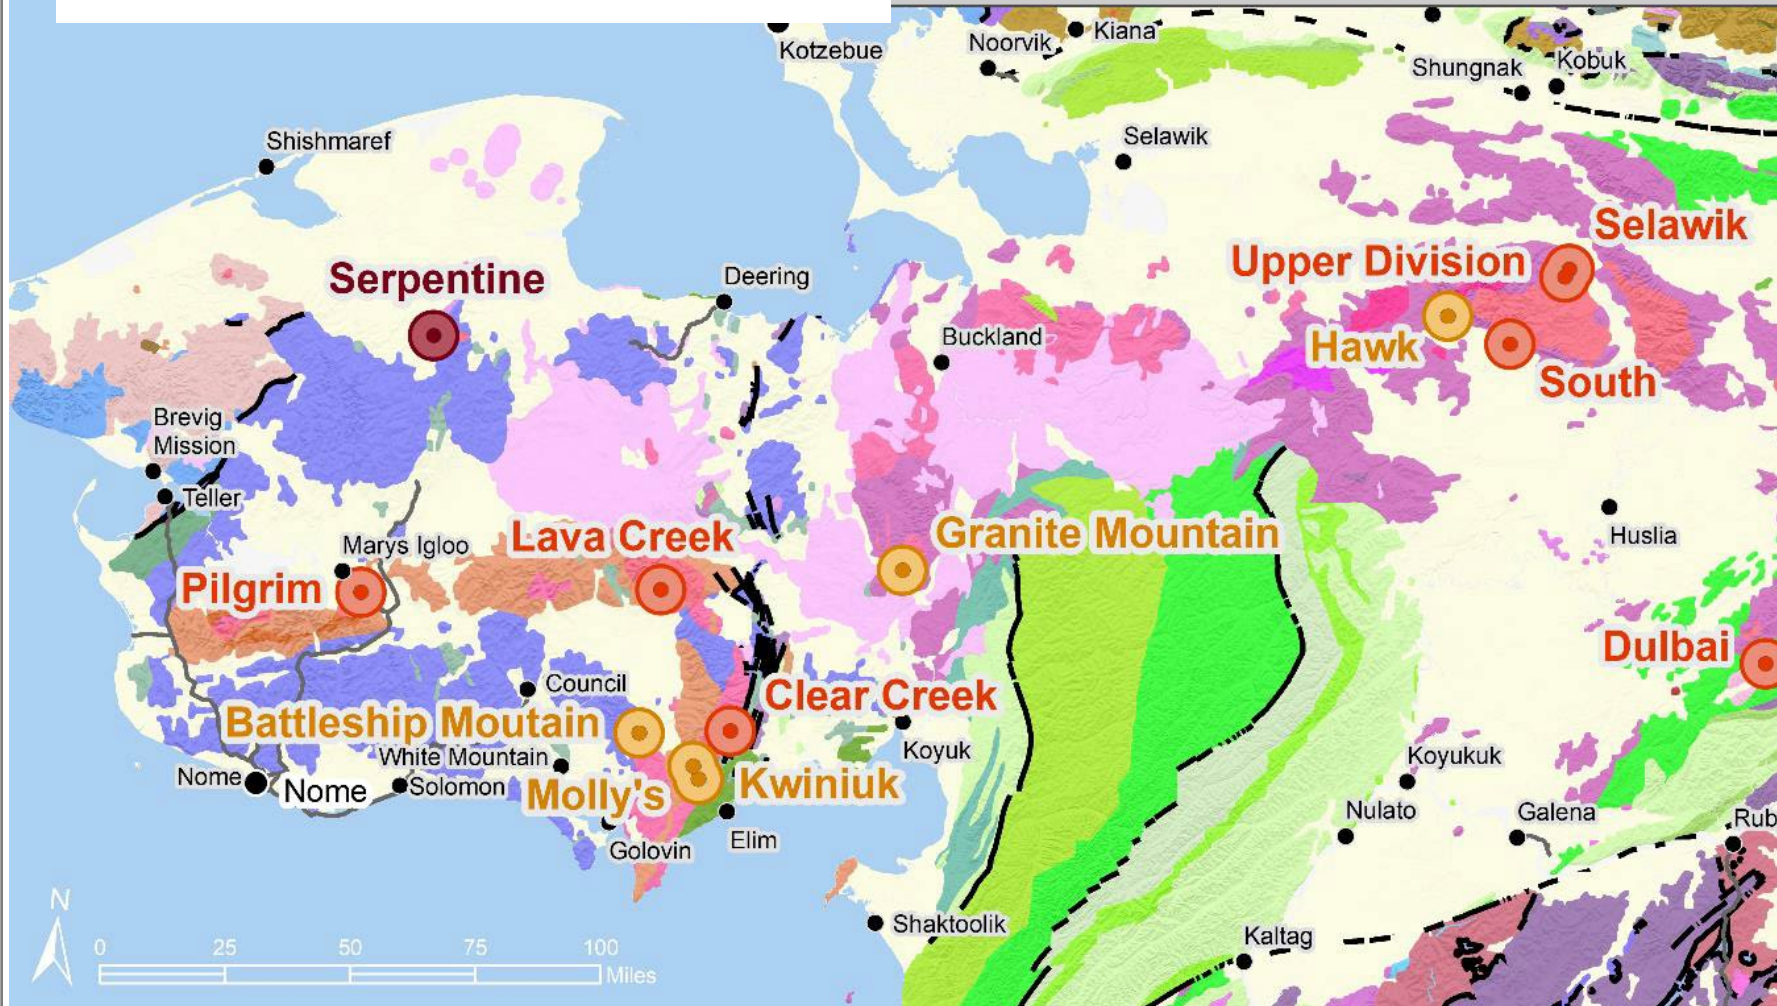 Kotzebue
Noorvik
Kiana
Shungnak
Kobuk
Shishmaref
Selawik
Selawik
Upper Division
Serpentine
Deering
Buckland
Hawk
South
Brevig
Mission
Teller
Huslia
Marys Igloo
Lava Creek
Granite Mountain
Pilgrim
Dulbai
Council
Clear Creek
Battleship Moutain
Koyuk
White Mountain
Koyukuk
Nome
Nome
Solomon
Molly's
Kwiniuk
Nulato
Galena
Rub
Elim
Golovin
N
Shaktoolik
Kaltag
0 25 50 75 100
Miles